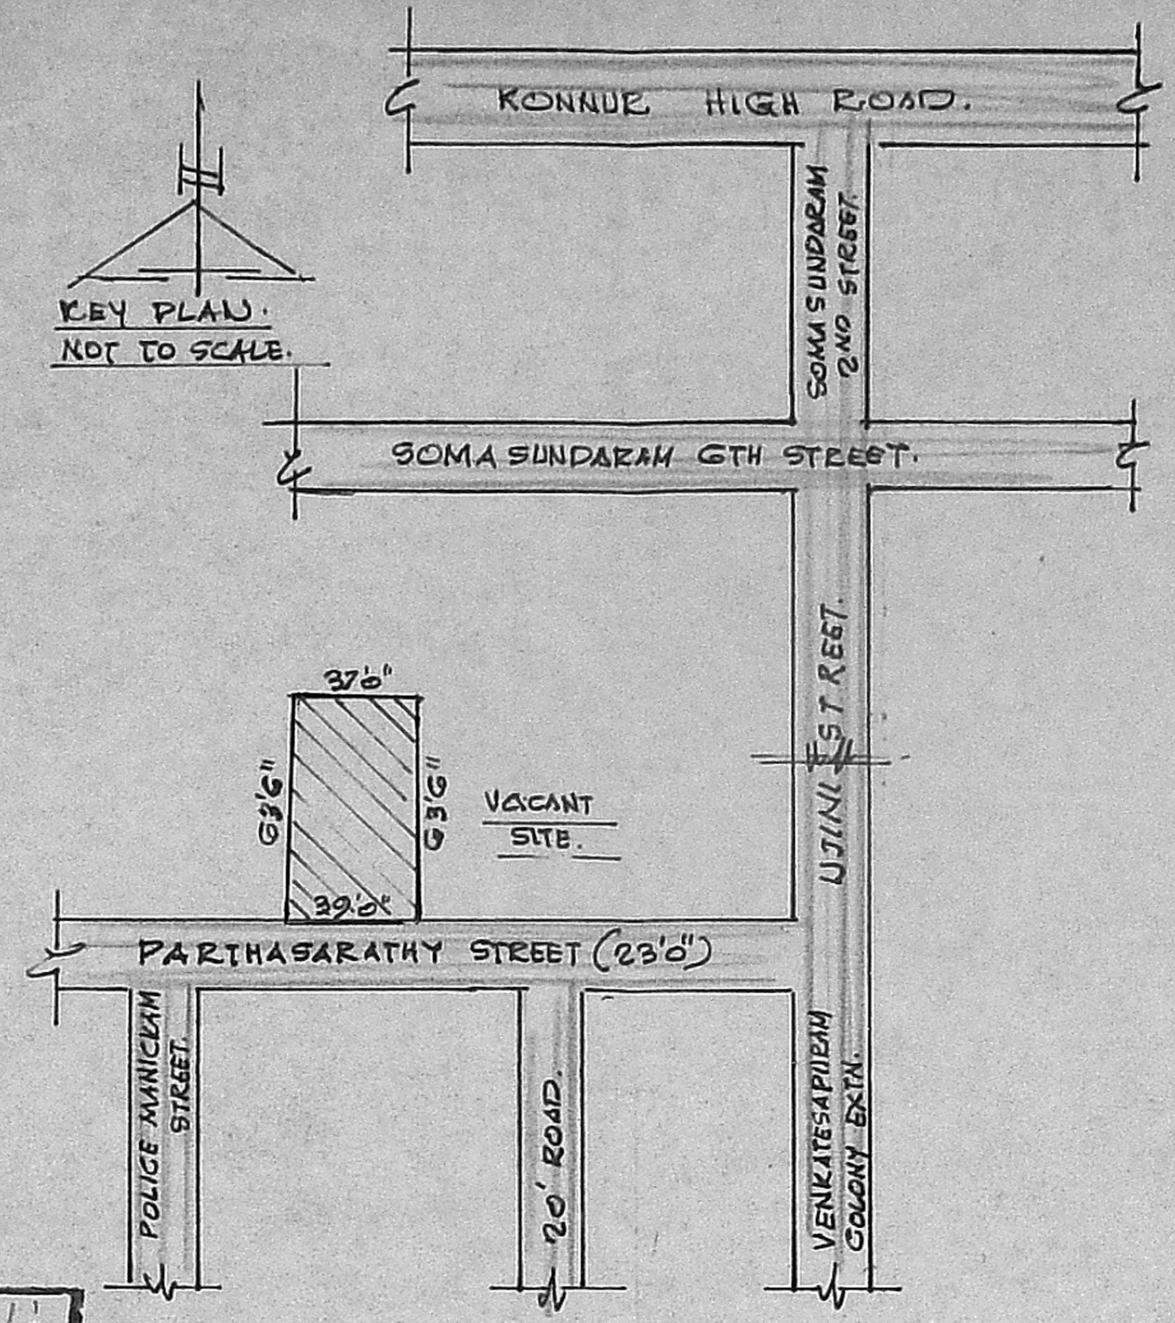 KONNUR HIGH ROAD.
SOMASUNDARAM
2ND STREET.
N
KEY PLAN.
NOT TO SCALE.
SOMASUNDARAM 6TH STREET.
UJINI STREET.
37'0"
63'6"
63'6"
VACANT
SITE.
39'0"
PARTHASARATHY STREET (23'0")
POLICE MANICKAM
STREET.
20' ROAD.
VENKATESAPURAM
COLONY EXTN.